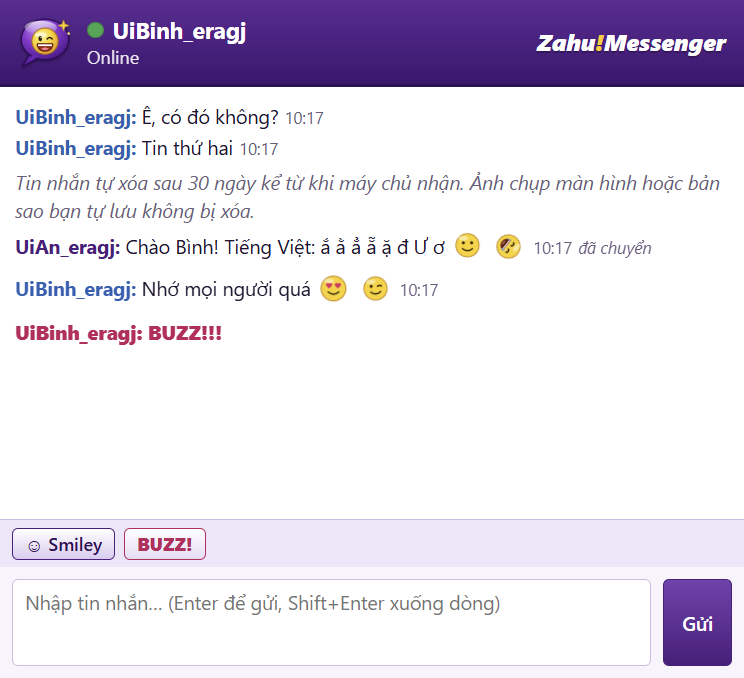 UiBinh_eragj
Online
Zahu!Messenger
UiBinh_eragj: Ê, có đó không? 10:17
UiBinh_eragj: Tin thứ hai 10:17
Tin nhắn tự xóa sau 30 ngày kể từ khi máy chủ nhận. Ảnh chụp màn hình hoặc bản
sao bạn tự lưu không bị xóa.
UiAn_eragj: Chào Bình! Tiếng Việt: ắ ằ ẳ ẵ ặ đ Ư ơ 10:17 đã chuyển
UiBinh_eragj: Nhớ mọi người quá 10:17
UiBinh_eragj: BUZZ!!!
☺ Smiley
BUZZ!
Nhập tin nhắn... (Enter để gửi, Shift+Enter xuống dòng)
Gửi